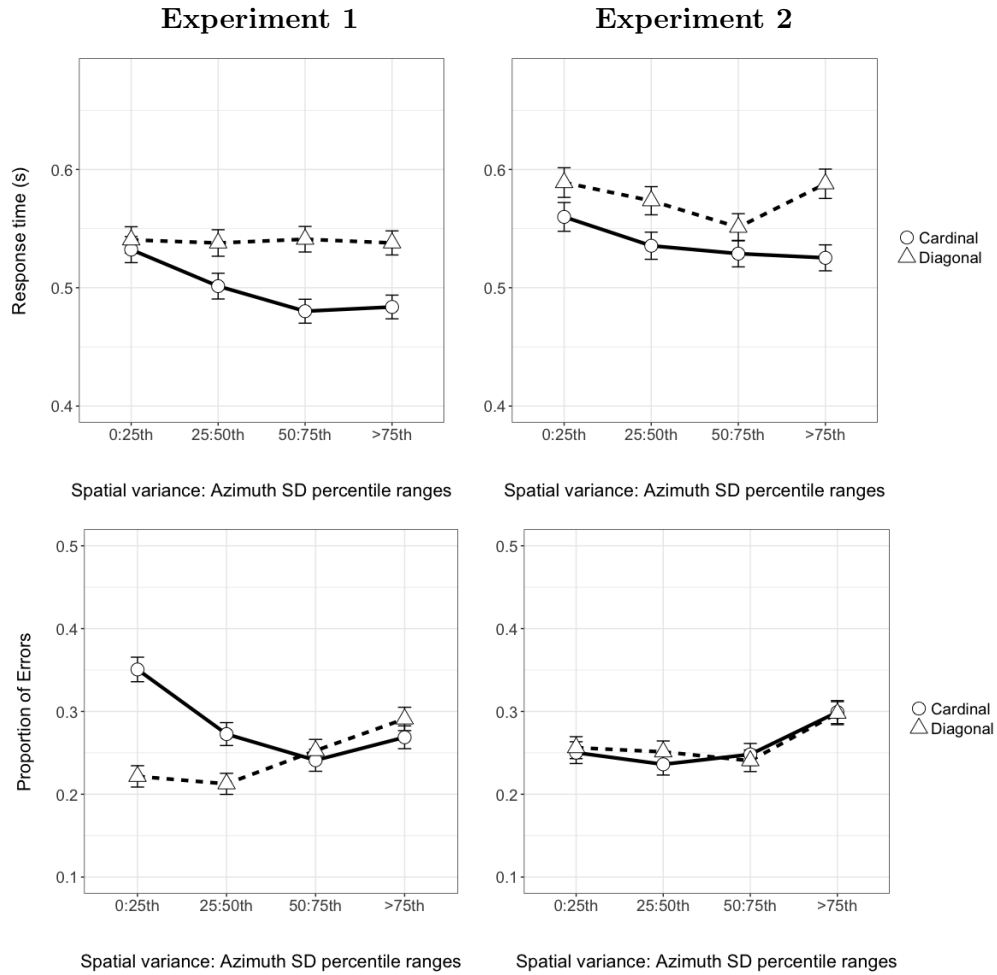 Experiment 1
Experiment 2
Response time (s)
0.6
0.5
0.4
0:25th 25:50th 50:75th >75th
Spatial variance: Azimuth SD percentile ranges
0.6
0.5
0.4
0:25th 25:50th 50:75th >75th
Spatial variance: Azimuth SD percentile ranges
Cardinal
Diagonal
Proportion of Errors
0.5
0.4
0.3
0.2
0.1
0:25th 25:50th 50:75th >75th
Spatial variance: Azimuth SD percentile ranges
0.5
0.4
0.3
0.2
0.1
0:25th 25:50th 50:75th >75th
Spatial variance: Azimuth SD percentile ranges
Cardinal
Diagonal